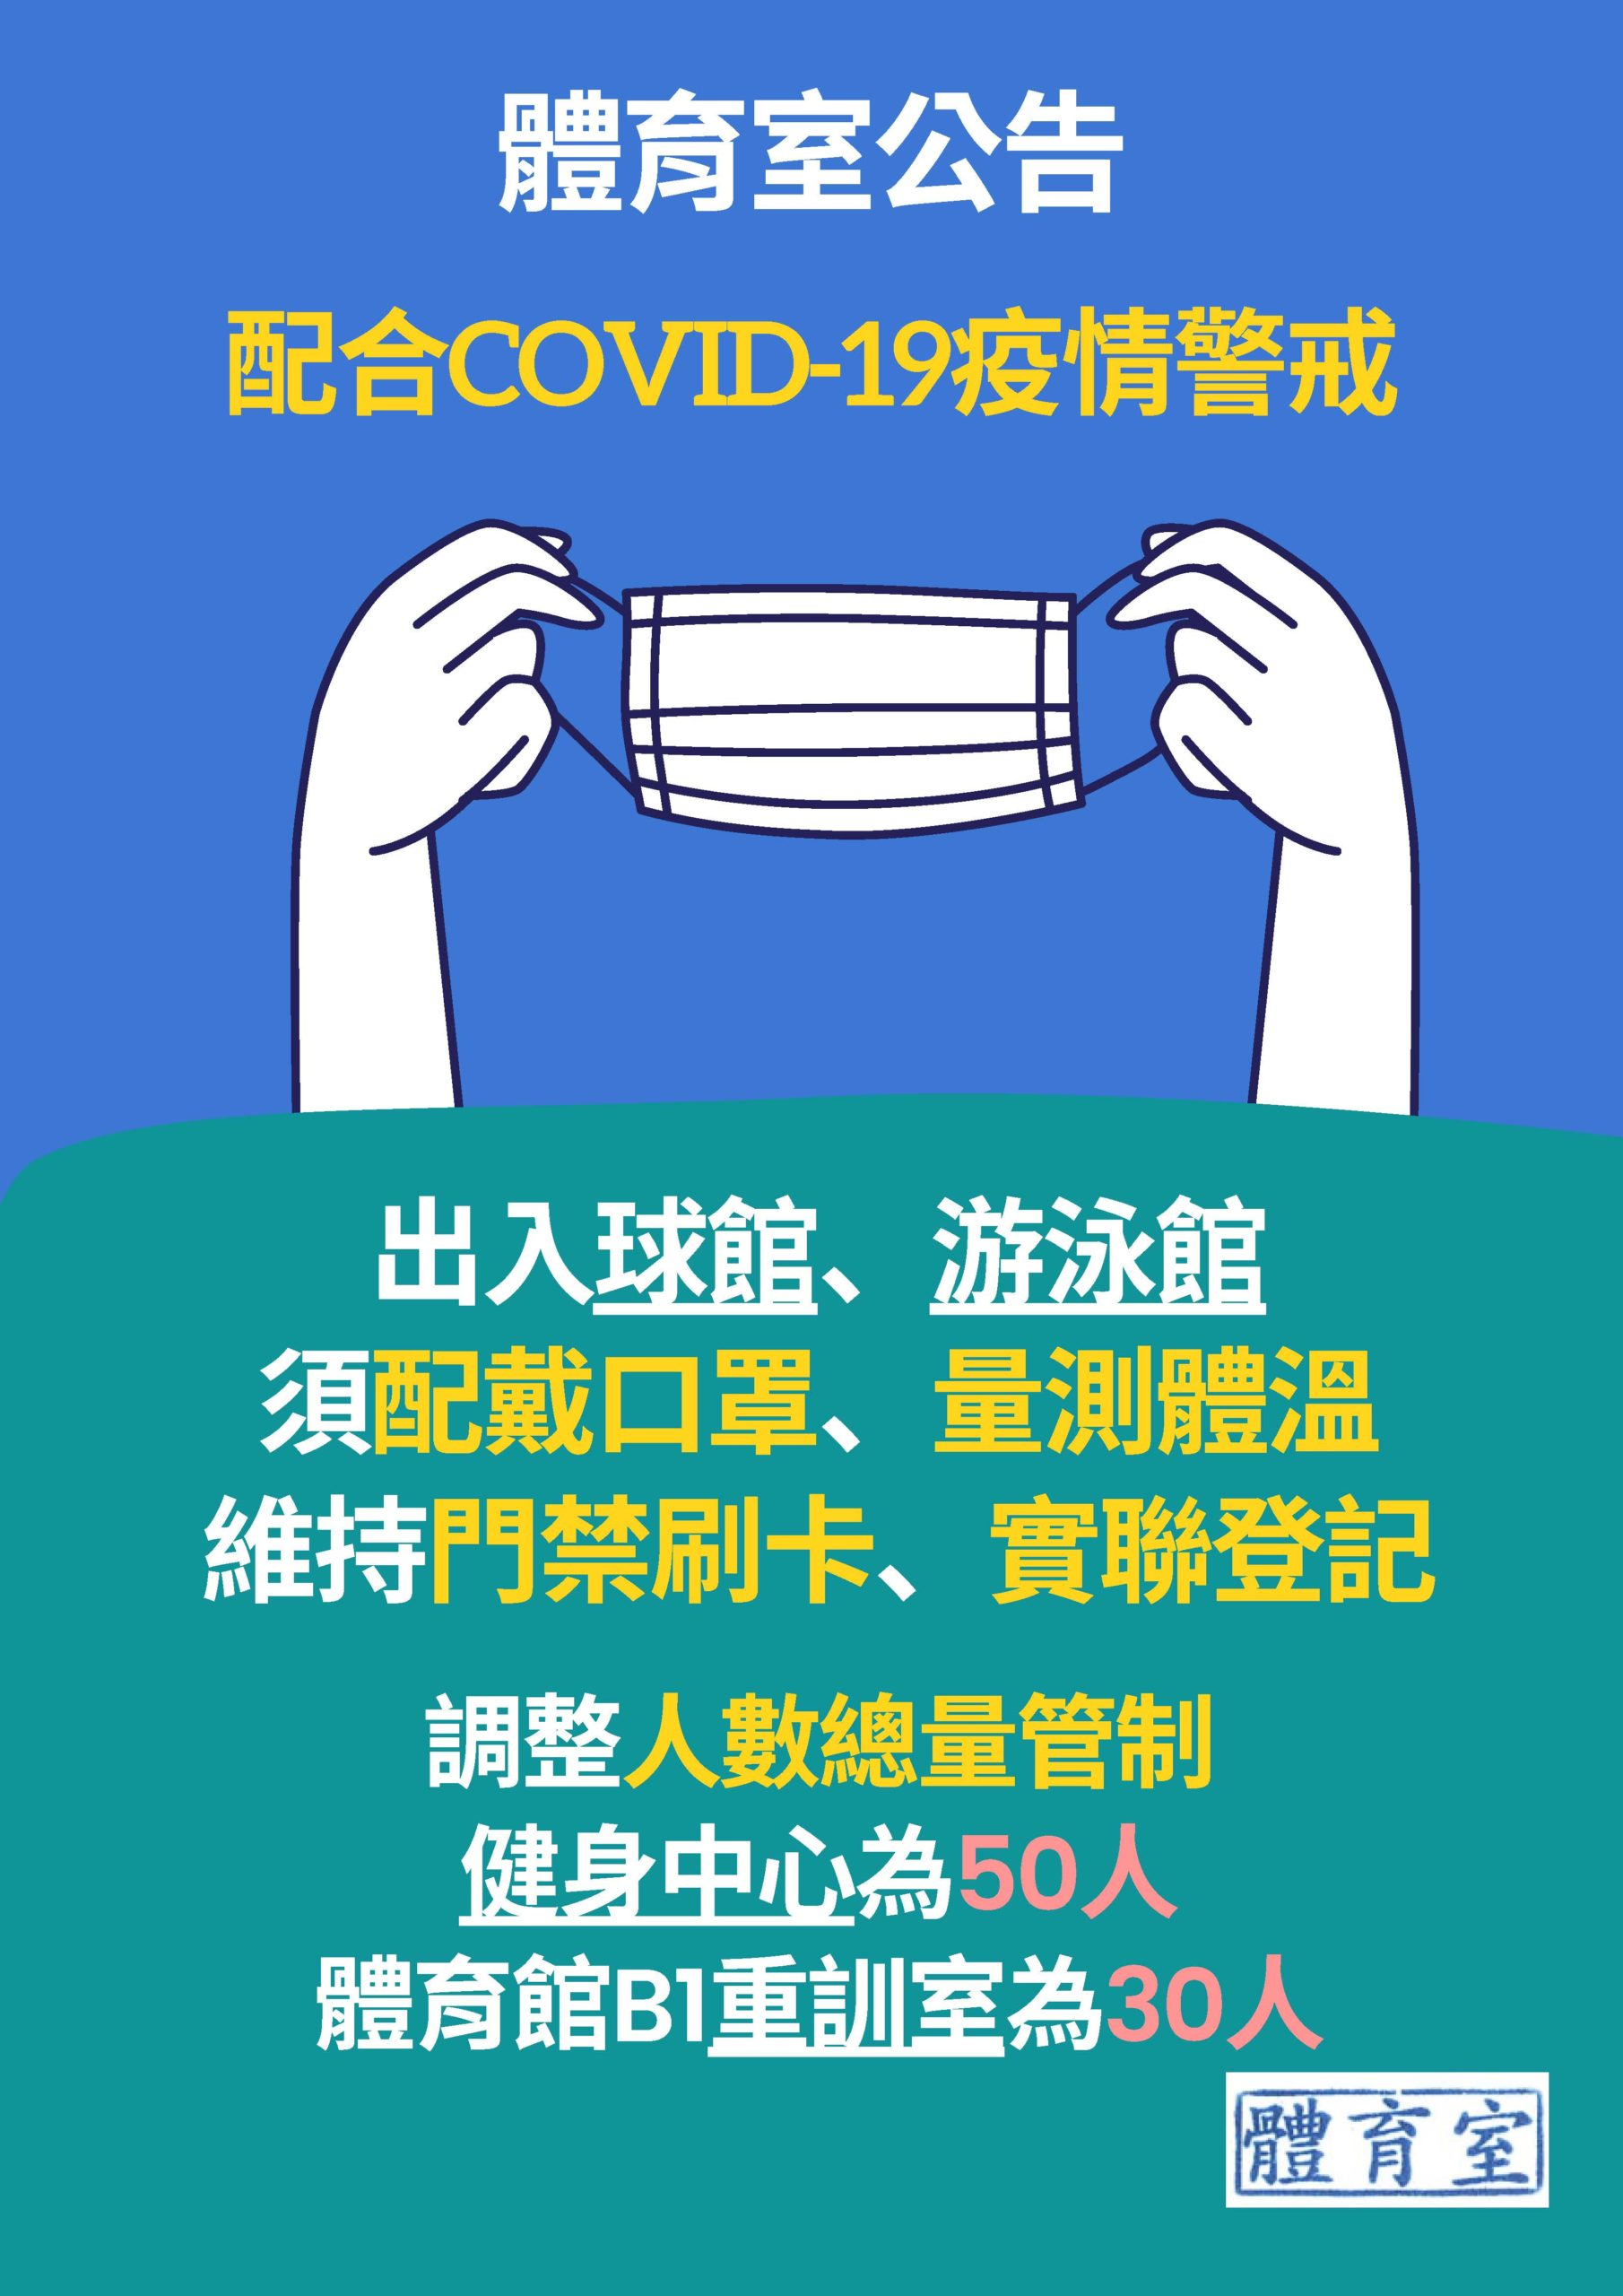 體育室公告
配合COVID-19疫情警戒
出入球館、游泳館
須配戴口罩、量測體溫
維持門禁刷卡、實聯登記
調整人數總量管制
健身中心為50人
體育館B1重訓室為30人
體育室